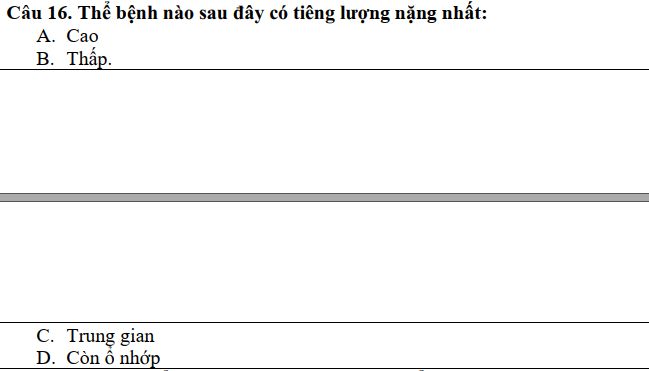 Câu 16. Thể bệnh nào sau đây có tiêng lượng nặng nhất:
A. Cao
B. Thấp.
C. Trung gian
D. Còn ổ nhớp